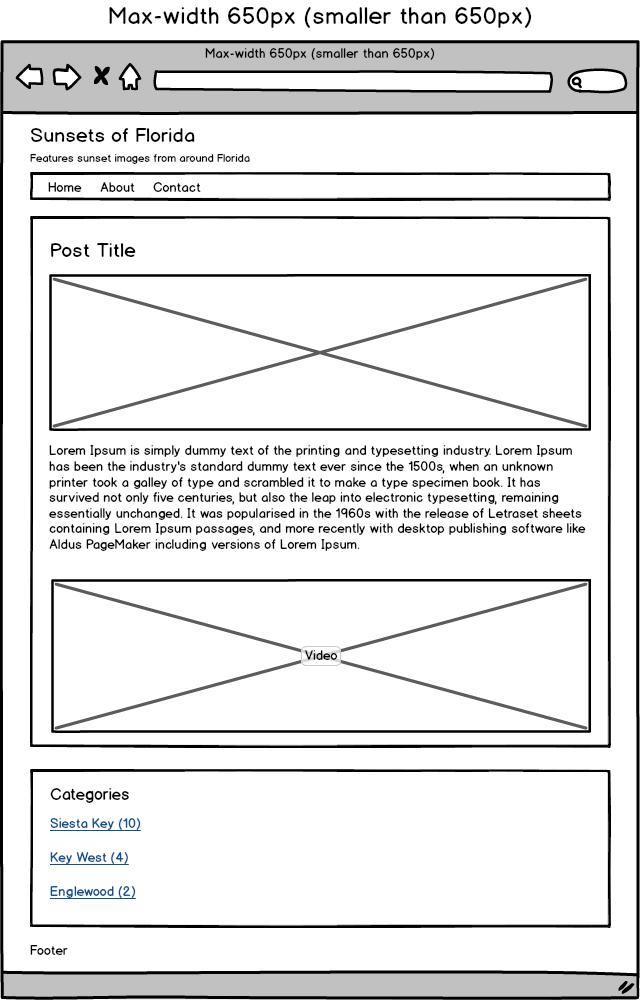 Max-width 650px (smaller than 650px)
Max-width 650px (smaller than 650px)
Sunsets of Florida
Features sunset images from around Florida
Home About Contact
Post Title
Lorem Ipsum is simply dummy text of the printing and typesetting industry. Lorem Ipsum
has been the industry's standard dummy text ever since the 1500s, when an unknown
printer took a galley of type and scrambled it to make a type specimen book. It has
survived not only five centuries, but also the leap into electronic typesetting, remaining
essentially unchanged. It was popularised in the 1960s with the release of Letraset sheets
containing Lorem Ipsum passages, and more recently with desktop publishing software like
Aldus PageMaker including versions of Lorem Ipsum.
Video
Categories
Siesta Key (10)
Key West (4)
Englewood (2)
Footer